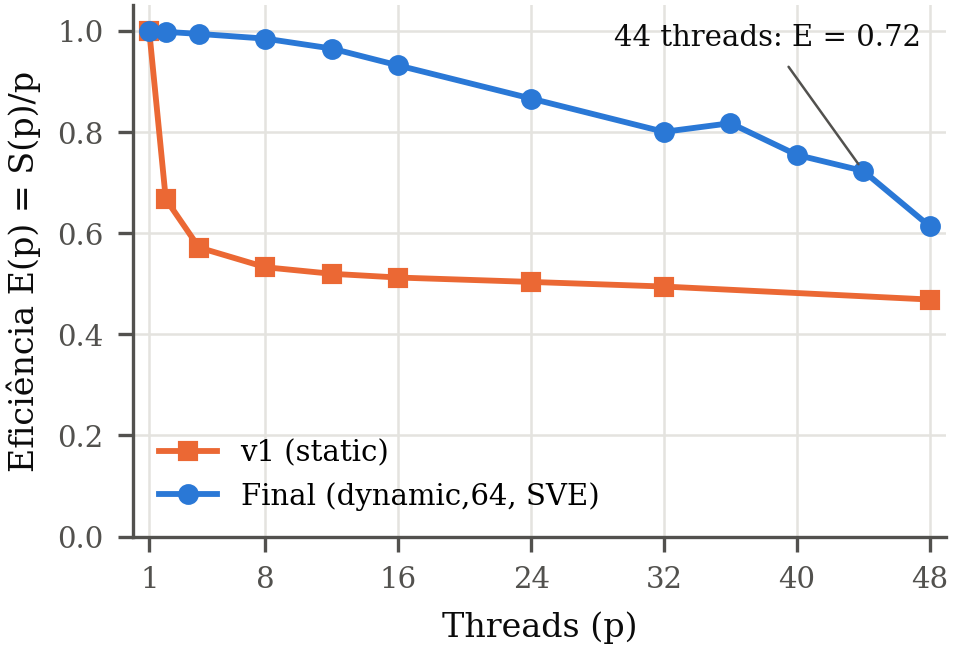 44 threads: E = 0.72
Eficiência E(p) = S(p)/p
1.0
0.8
0.6
0.4
0.2
0.0
v1 (static)
Final (dynamic,64, SVE)
1 8 16 24 32 40 48
Threads (p)